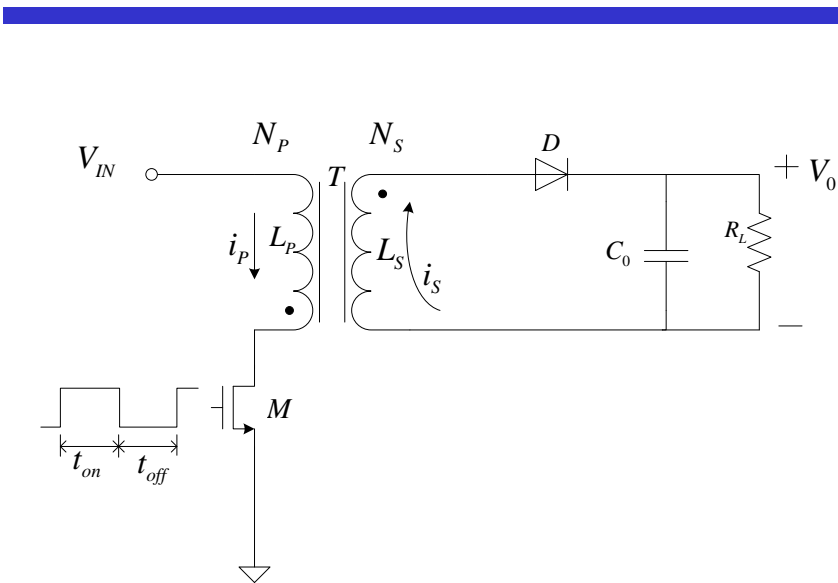 N_P N_S
D
V_IN T + V_0
i_P L_P L_S i_S C_0 R_L
−
M
t_on t_off